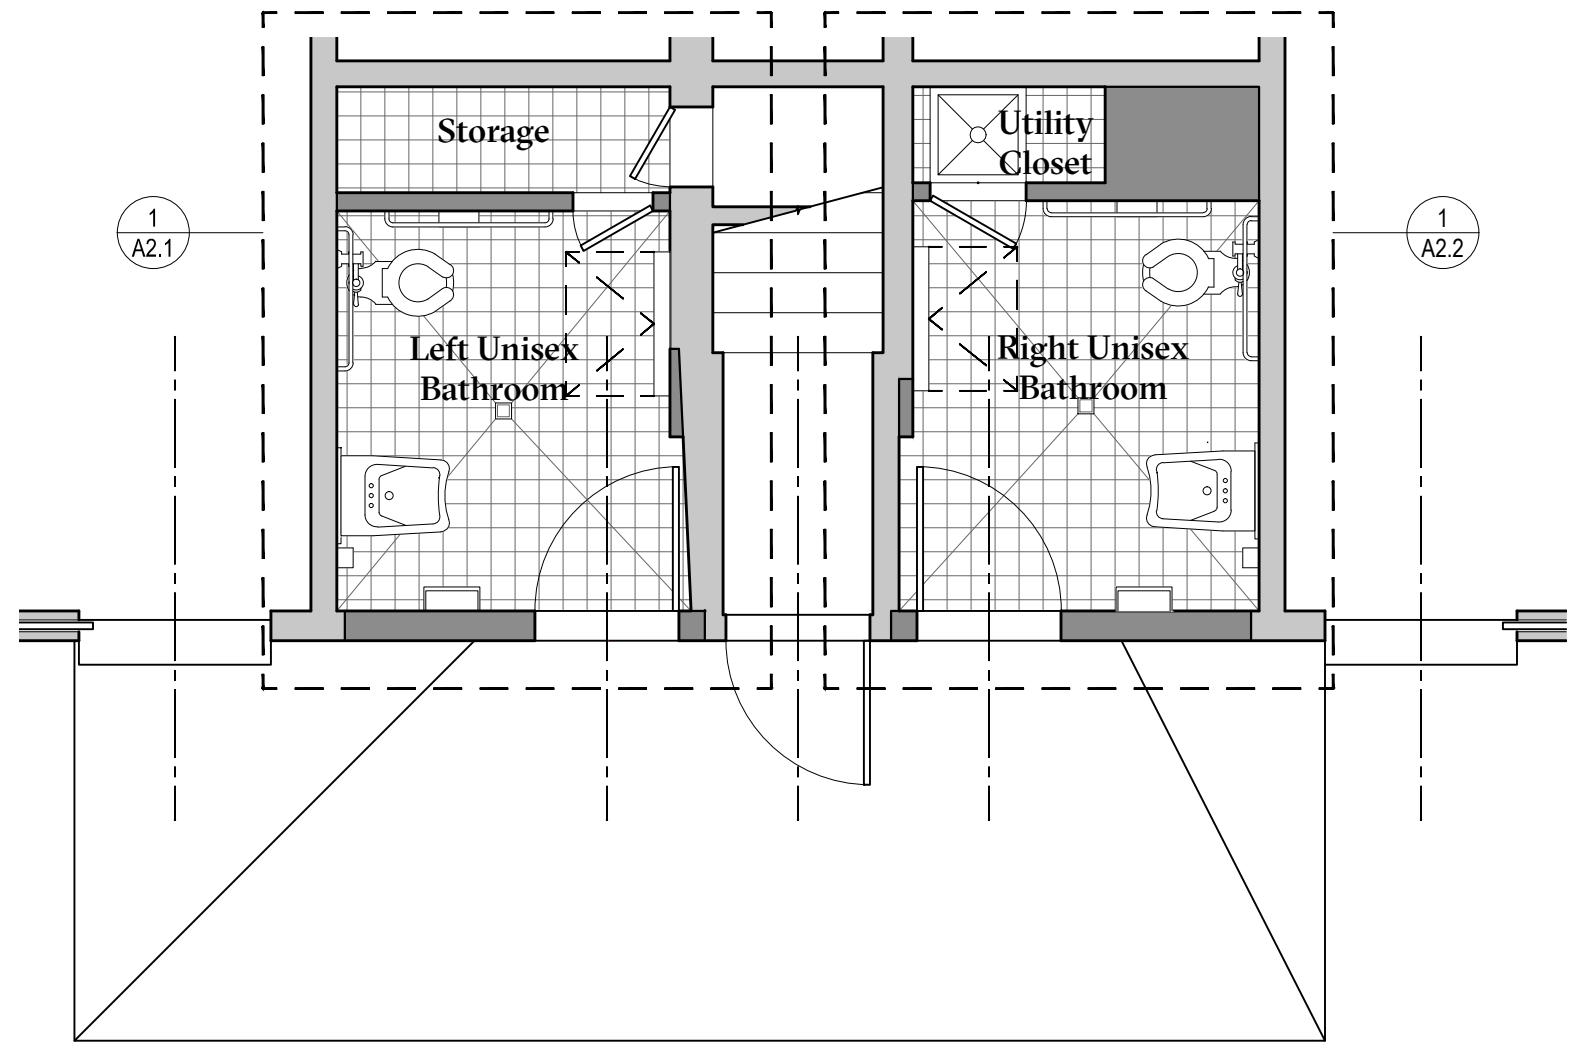 Storage
Utility
Closet
1
A2.1
1
A2.2
Left Unisex
Bathroom
Right Unisex
Bathroom